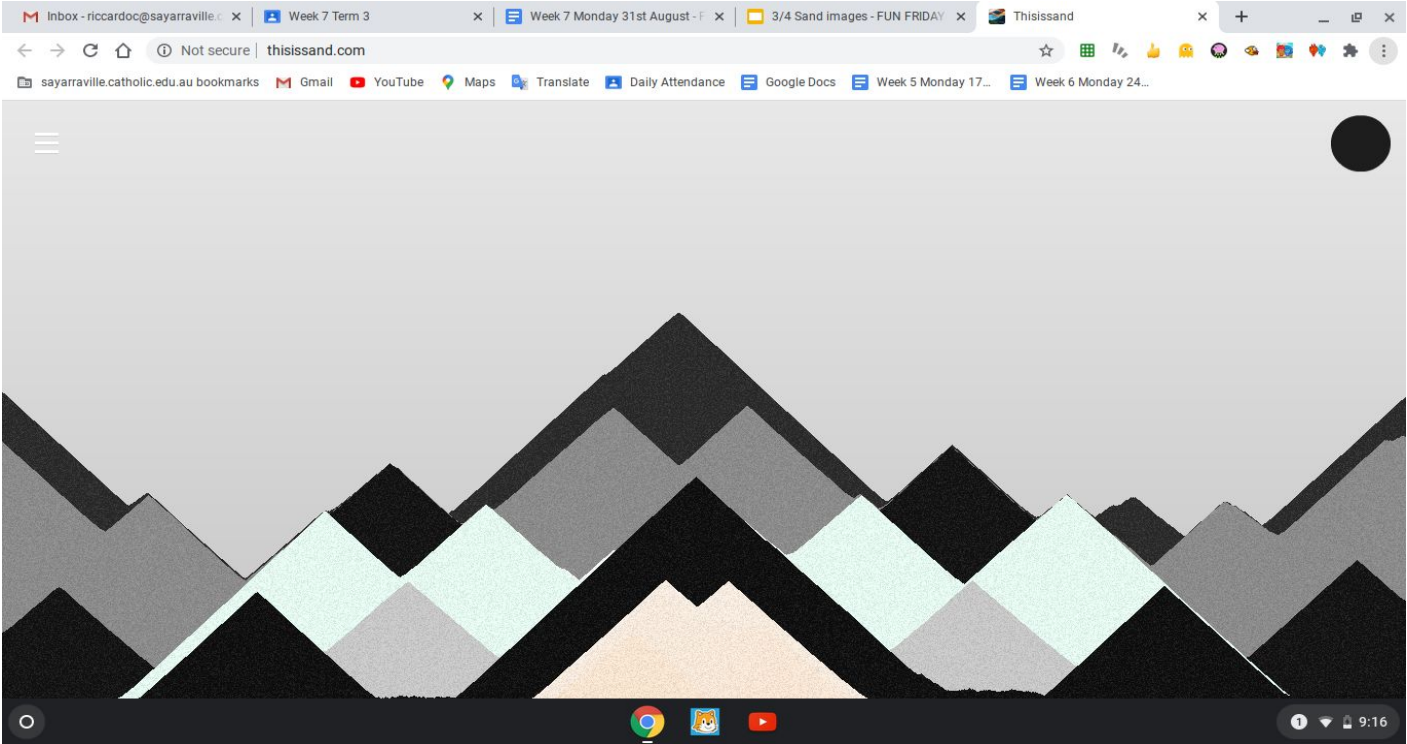 Inbox - riccardoc@sayarraville.c
Week 7 Term 3
Week 7 Monday 31st August - F
3/4 Sand images - FUN FRIDAY
Thisissand
Not secure
thisissand.com
sayarraville.catholic.edu.au bookmarks
Gmail
YouTube
Maps
Translate
Daily Attendance
Google Docs
Week 5 Monday 17...
Week 6 Monday 24...
1
9:16